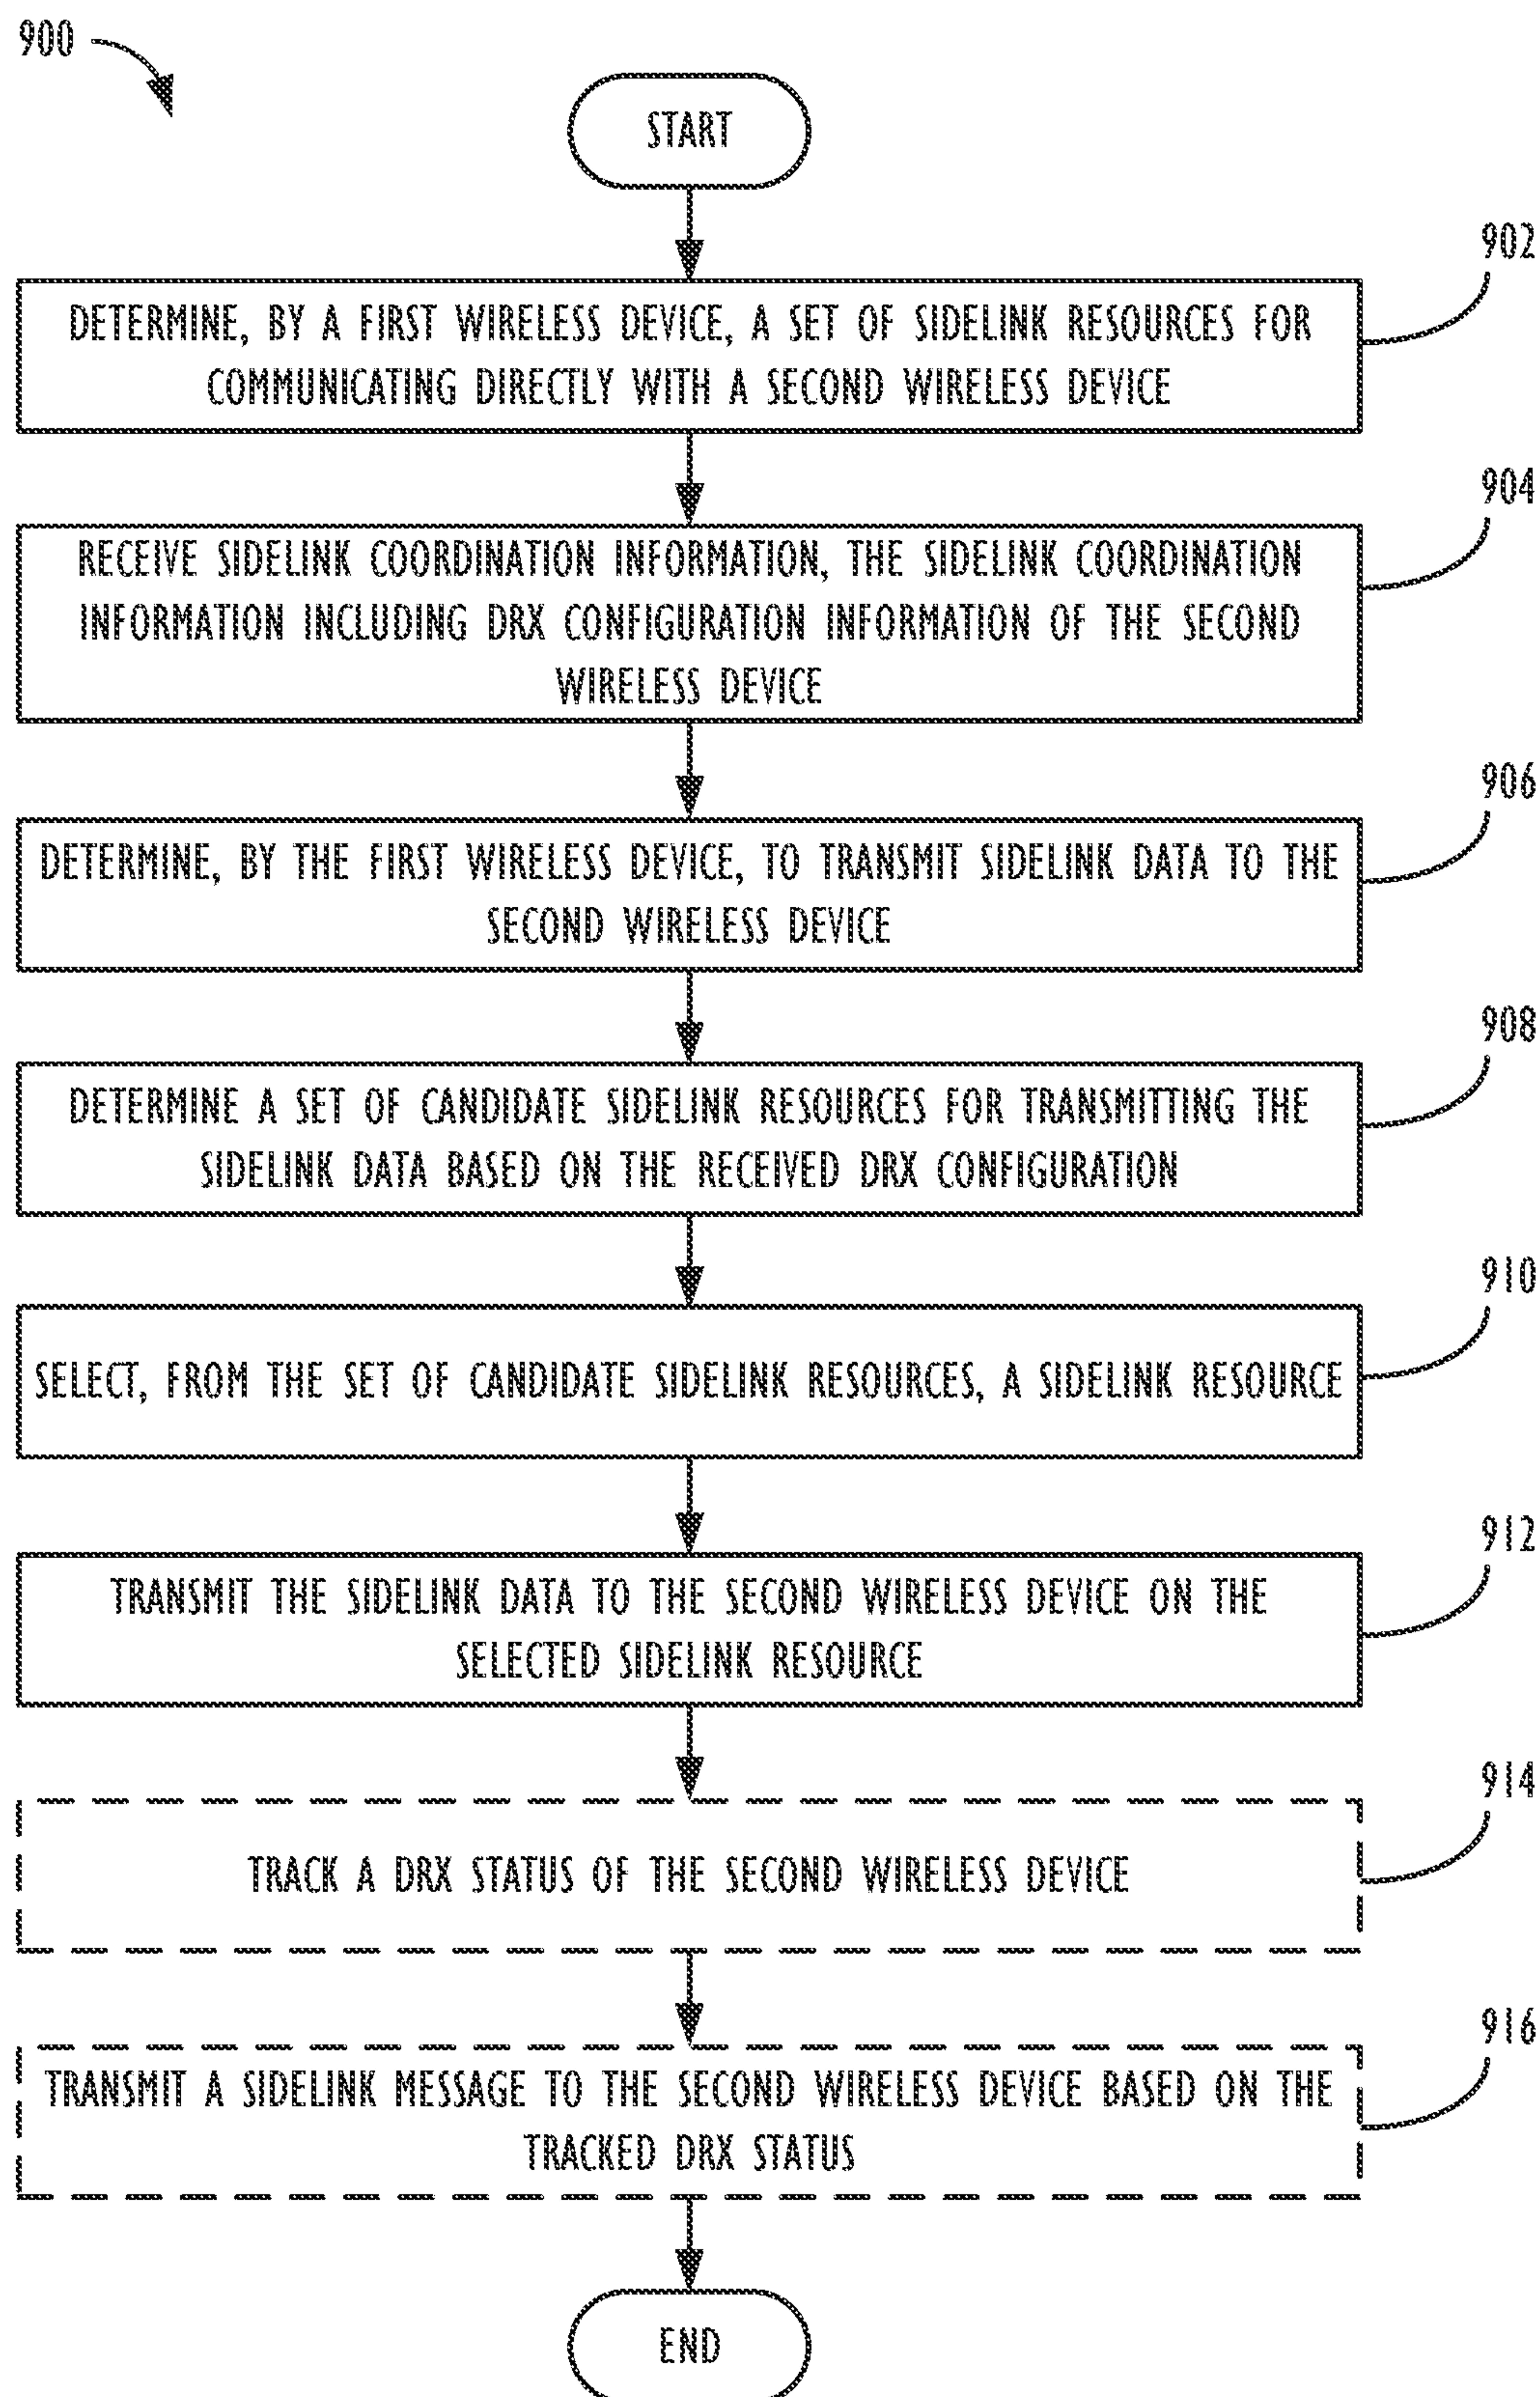 900
START
902
DETERMINE, BY A FIRST WIRELESS DEVICE, A SET OF SIDELINK RESOURCES FOR
COMMUNICATING DIRECTLY WITH A SECOND WIRELESS DEVICE
904
RECEIVE SIDELINK COORDINATION INFORMATION, THE SIDELINK COORDINATION
INFORMATION INCLUDING DRX CONFIGURATION INFORMATION OF THE SECOND
WIRELESS DEVICE
906
DETERMINE, BY THE FIRST WIRELESS DEVICE, TO TRANSMIT SIDELINK DATA TO THE
SECOND WIRELESS DEVICE
908
DETERMINE A SET OF CANDIDATE SIDELINK RESOURCES FOR TRANSMITTING THE
SIDELINK DATA BASED ON THE RECEIVED DRX CONFIGURATION
910
SELECT, FROM THE SET OF CANDIDATE SIDELINK RESOURCES, A SIDELINK RESOURCE
912
TRANSMIT THE SIDELINK DATA TO THE SECOND WIRELESS DEVICE ON THE
SELECTED SIDELINK RESOURCE
914
TRACK A DRX STATUS OF THE SECOND WIRELESS DEVICE
916
TRANSMIT A SIDELINK MESSAGE TO THE SECOND WIRELESS DEVICE BASED ON THE
TRACKED DRX STATUS
END